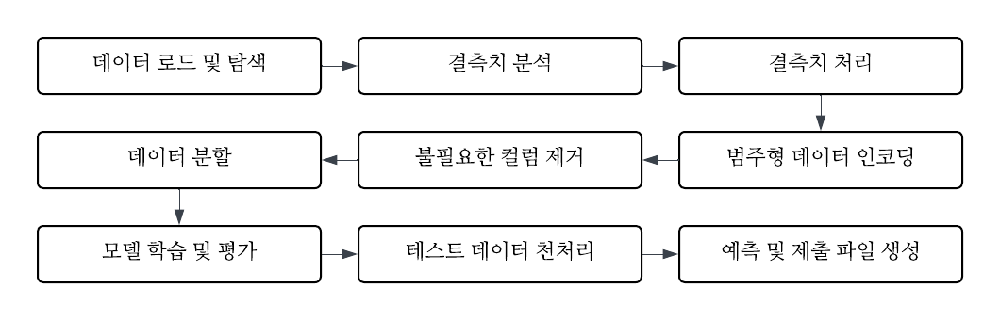 데이터 로드 및 탐색
결측치 분석
결측치 처리
범주형 데이터 인코딩
불필요한 컬럼 제거
데이터 분할
모델 학습 및 평가
테스트 데이터 천처리
예측 및 제출 파일 생성